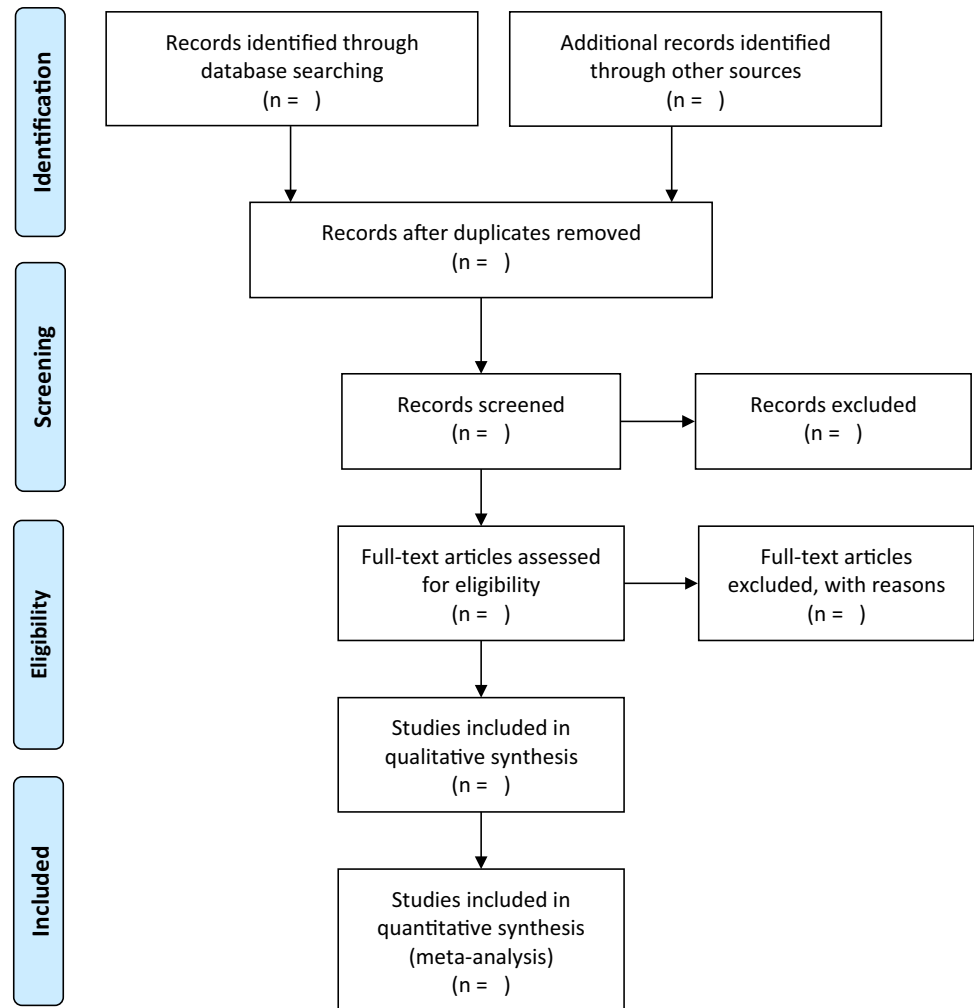 Identification
Records identified through
database searching
(n =   )
Additional records identified
through other sources
(n =   )
Records after duplicates removed
(n =   )
Screening
Records screened
(n =   )
Records excluded
(n =   )
Eligibility
Full-text articles assessed
for eligibility
(n =   )
Full-text articles
excluded, with reasons
(n =   )
Studies included in
qualitative synthesis
(n =   )
Included
Studies included in
quantitative synthesis
(meta-analysis)
(n =   )